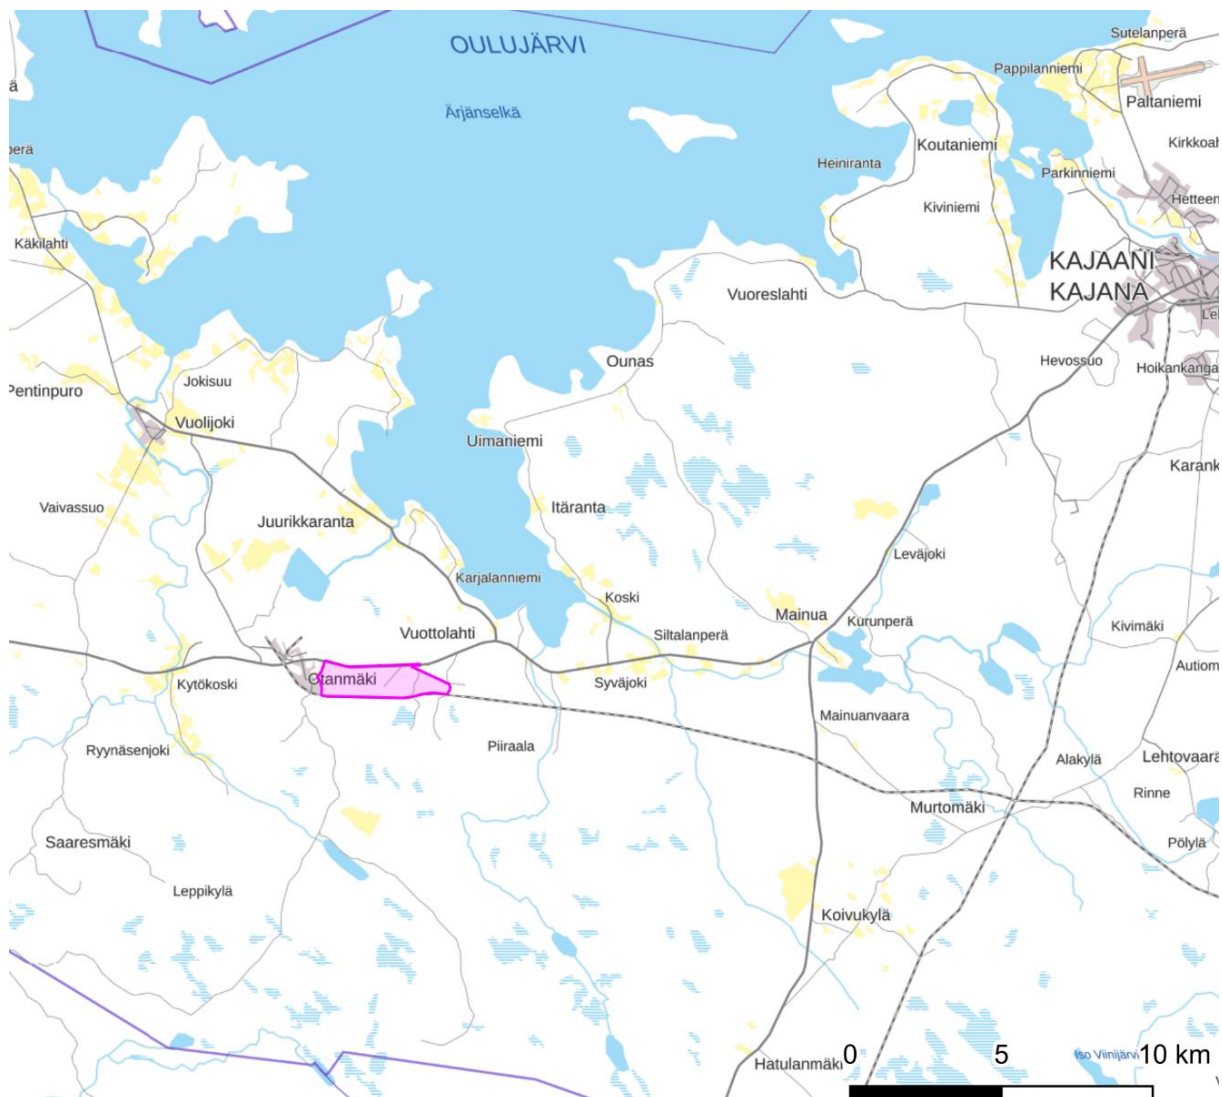 Sutelanperä
OULUJÄRVI
Pappilanniemi
ä
Paltaniemi
Ärjänselkä
Kirkkoah
perä
Koutaniemi
Heiniranta
Parkinniemi
Hetteen
Kiviniemi
Käkilahti
KAJAANI
KAJANA
Vuoreslahti
Ounas
Hevossuo
Hoikankanga
Jokisuu
Pentinpuro
Vuolijoki
Uimaniemi
Karank
Vaivassuo
Itäranta
Juurikkaranta
Leväjoki
Karjalanniemi
Koski
Mainua
Kurunperä
Kivimäki
Vuottolahti
Siltalanperä
Autiom
Otanmäki
Kytökoski
Syväjoki
Mainuanvaara
Ryynäsenjoki
Piiraala
Alakylä
Lehtovaara
Rinne
Murtomäki
Saaresmäki
Pölylä
Leppikylä
Koivukylä
Hatulanmäki
Iso Viinijärvi
0 5 10 km